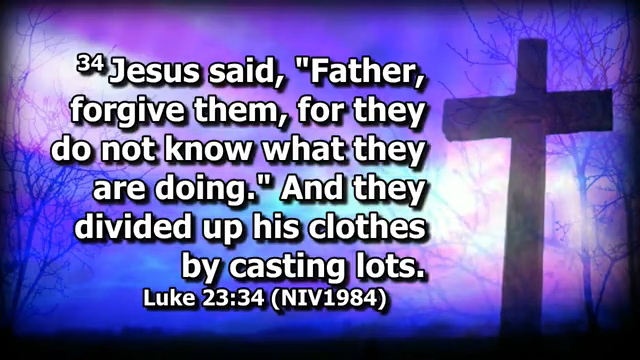 34 Jesus said, "Father,
forgive them, for they
do not know what they
are doing." And they
divided up his clothes
by casting lots.
Luke 23:34 (NIV1984)